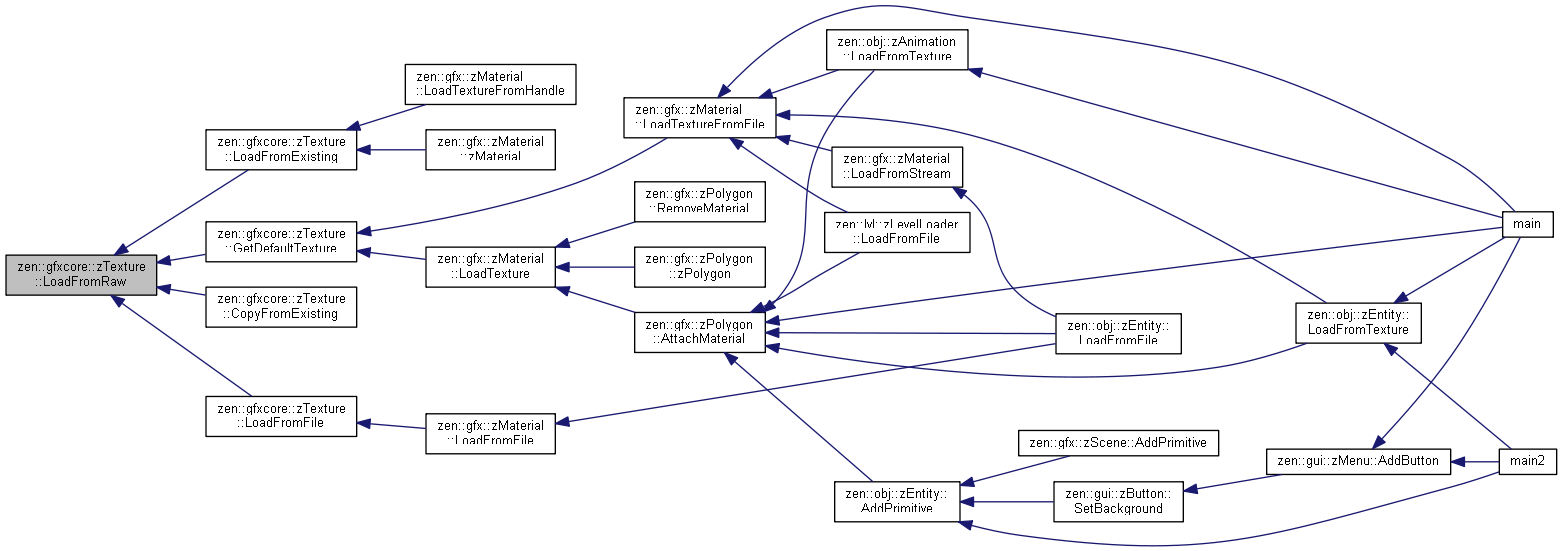 zen::gfxcore::zTexture
::LoadFromRaw
zen::gfxcore::zTexture
::LoadFromExisting
zen::gfxcore::zTexture
::GetDefaultTexture
zen::gfxcore::zTexture
::CopyFromExisting
zen::gfxcore::zTexture
::LoadFromFile
zen::gfx::zMaterial
::LoadTextureFromHandle
zen::gfx::zMaterial
::zMaterial
zen::gfx::zMaterial
::LoadTexture
zen::gfx::zMaterial
::LoadFromFile
zen::gfx::zMaterial
::LoadTextureFromFile
zen::gfx::zPolygon
::RemoveMaterial
zen::gfx::zPolygon
::zPolygon
zen::gfx::zPolygon
::AttachMaterial
zen::obj::zAnimation
::LoadFromTexture
zen::gfx::zMaterial
::LoadFromStream
zen::lvl::zLevelLoader
::LoadFromFile
zen::obj::zEntity::
AddPrimitive
zen::obj::zEntity::
LoadFromFile
zen::gfx::zScene::AddPrimitive
zen::gui::zButton::
SetBackground
zen::obj::zEntity::
LoadFromTexture
zen::gui::zMenu::AddButton
main
main2